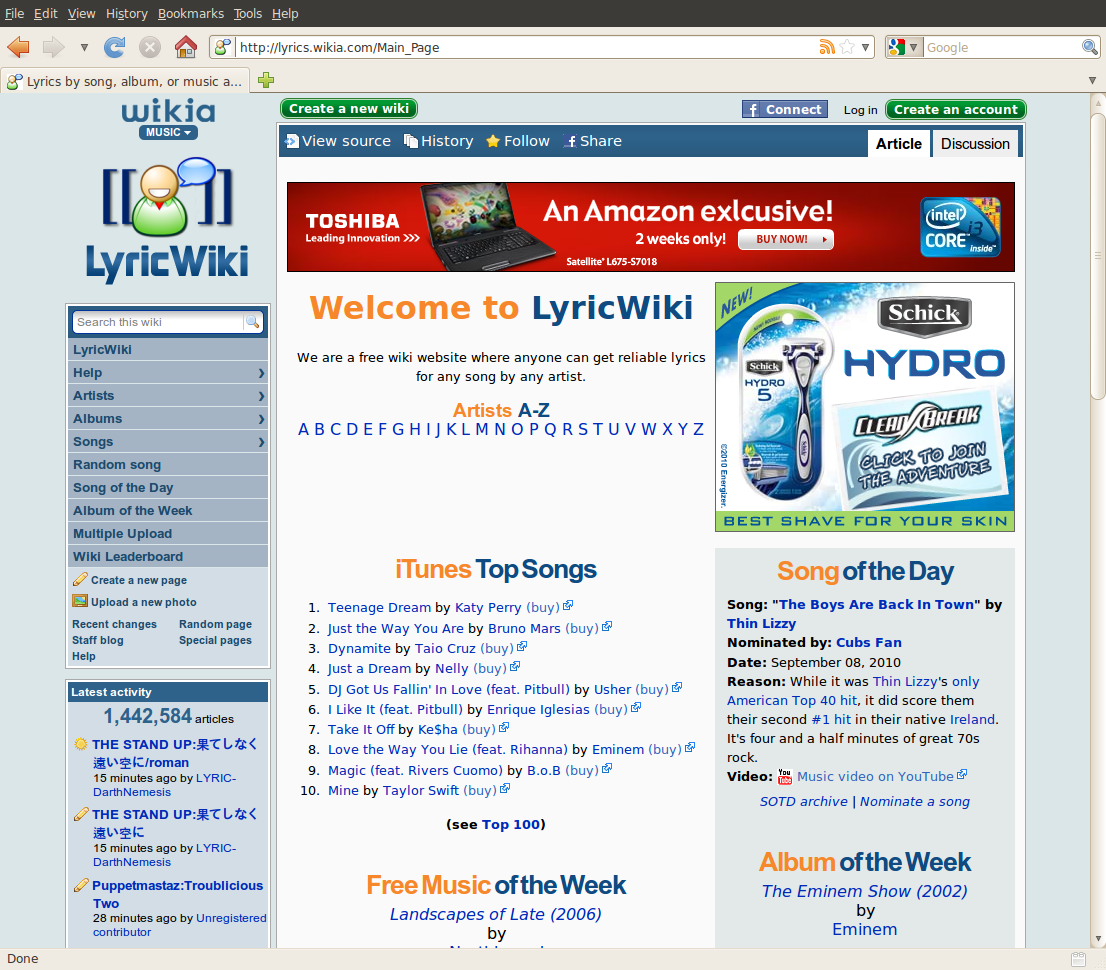 File Edit View History Bookmarks Tools Help
http://lyrics.wikia.com/Main_Page
Google
Lyrics by song, album, or music a...
wikia
MUSIC
Create a new wiki
Connect
Log in
Create an account
View source
History
Follow
Share
Article
Discussion
[[ ]]
LyricWiki
TOSHIBA
Leading Innovation >>>
An Amazon exlcusive!
2 weeks only!
BUY NOW!
Satellite® L675-S7018
intel
CORE i3
inside™
Search this wiki
LyricWiki
Help
Artists
Albums
Songs
Random song
Song of the Day
Album of the Week
Multiple Upload
Wiki Leaderboard
Create a new page
Upload a new photo
Recent changes Random page
Staff blog Special pages
Help
Latest activity
1,442,584 articles
THE STAND UP:果てしなく
遠い空に/roman
15 minutes ago by LYRIC-
DarthNemesis
THE STAND UP:果てしなく
遠い空に
15 minutes ago by LYRIC-
DarthNemesis
Puppetmastaz:Troublicious
Two
28 minutes ago by Unregistered
contributor
Welcome to LyricWiki
We are a free wiki website where anyone can get reliable lyrics
for any song by any artist.
Artists A-Z
A B C D E F G H I J K L M N O P Q R S T U V W X Y Z
NEW!
Schick
HYDRO
Schick
HYDRO
5
CLEAR BREAK
CLICK TO JOIN
THE ADVENTURE
©2010 Energizer.
BEST SHAVE FOR YOUR SKIN
iTunes Top Songs
1. Teenage Dream by Katy Perry (buy)
2. Just the Way You Are by Bruno Mars (buy)
3. Dynamite by Taio Cruz (buy)
4. Just a Dream by Nelly (buy)
5. DJ Got Us Fallin' In Love (feat. Pitbull) by Usher (buy)
6. I Like It (feat. Pitbull) by Enrique Iglesias (buy)
7. Take It Off by Ke$ha (buy)
8. Love the Way You Lie (feat. Rihanna) by Eminem (buy)
9. Magic (feat. Rivers Cuomo) by B.o.B (buy)
10. Mine by Taylor Swift (buy)
(see Top 100)
Free Music of the Week
Landscapes of Late (2006)
by
Song of the Day
Song: "The Boys Are Back In Town" by
Thin Lizzy
Nominated by: Cubs Fan
Date: September 08, 2010
Reason: While it was Thin Lizzy's only
American Top 40 hit, it did score them
their second #1 hit in their native Ireland.
It's four and a half minutes of great 70s
rock.
Video: You Tube Music video on YouTube
SOTD archive | Nominate a song
Album of the Week
The Eminem Show (2002)
by
Eminem
Done